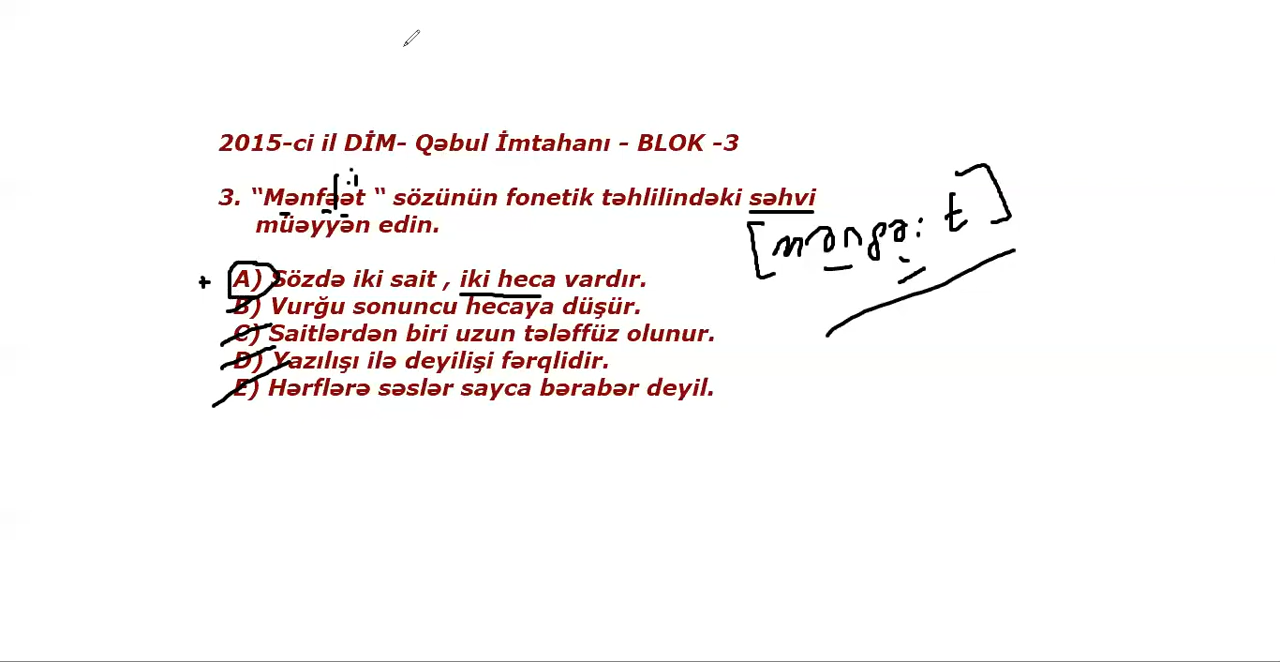 2015-ci il DİM- Qəbul İmtahanı - BLOK -3
3. "Mənfəət " sözünün fonetik təhlilindəki səhvi
müəyyən edin.
[mənfə: t]
A) Sözdə iki sait , iki heca vardır.
B) Vurğu sonuncu hecaya düşür.
C) Saitlərdən biri uzun tələffüz olunur.
D) Yazılışı ilə deyilişi fərqlidir.
E) Hərflərə səslər sayca bərabər deyil.